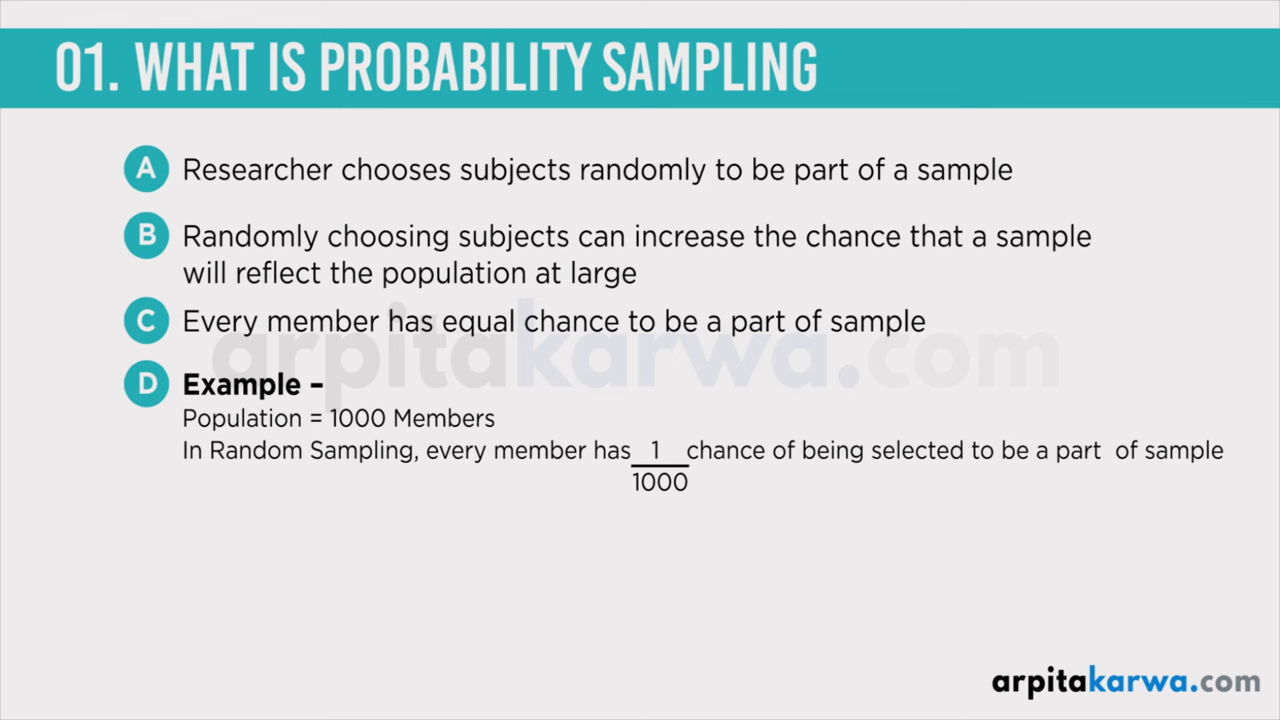 01. WHAT IS PROBABILITY SAMPLING
A Researcher chooses subjects randomly to be part of a sample
B Randomly choosing subjects can increase the chance that a sample
will reflect the population at large
C Every member has equal chance to be a part of sample
arpitakarwa.com
D Example –
Population = 1000 Members
In Random Sampling, every member has 1 chance of being selected to be a part of sample
1000
arpitakarwa.com